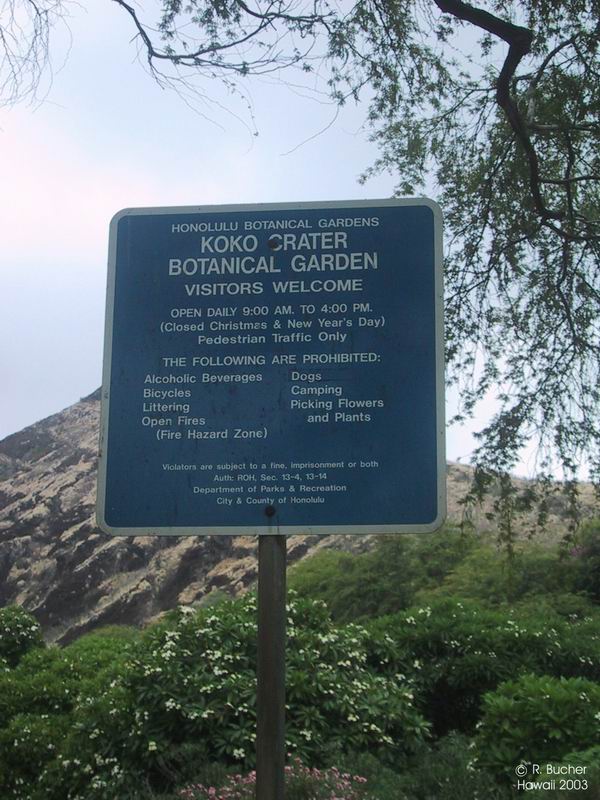 HONOLULU BOTANICAL GARDENS
KOKO CRATER
BOTANICAL GARDEN
VISITORS WELCOME
OPEN DAILY 9:00 AM. TO 4:00 PM.
(Closed Christmas & New Year's Day)
Pedestrian Traffic Only
THE FOLLOWING ARE PROHIBITED:
Alcoholic Beverages
Bicycles
Littering
Open Fires
(Fire Hazard Zone)
Dogs
Camping
Picking Flowers
and Plants
Violators are subject to a fine, imprisonment or both
Auth: ROH, Sec. 13-4, 13-14
Department of Parks & Recreation
City & County of Honolulu
© R. Bucher
Hawaii 2003